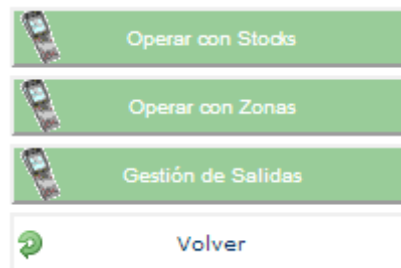 Operar con Stocks
Operar con Zonas
Gestión de Salidas
Volver